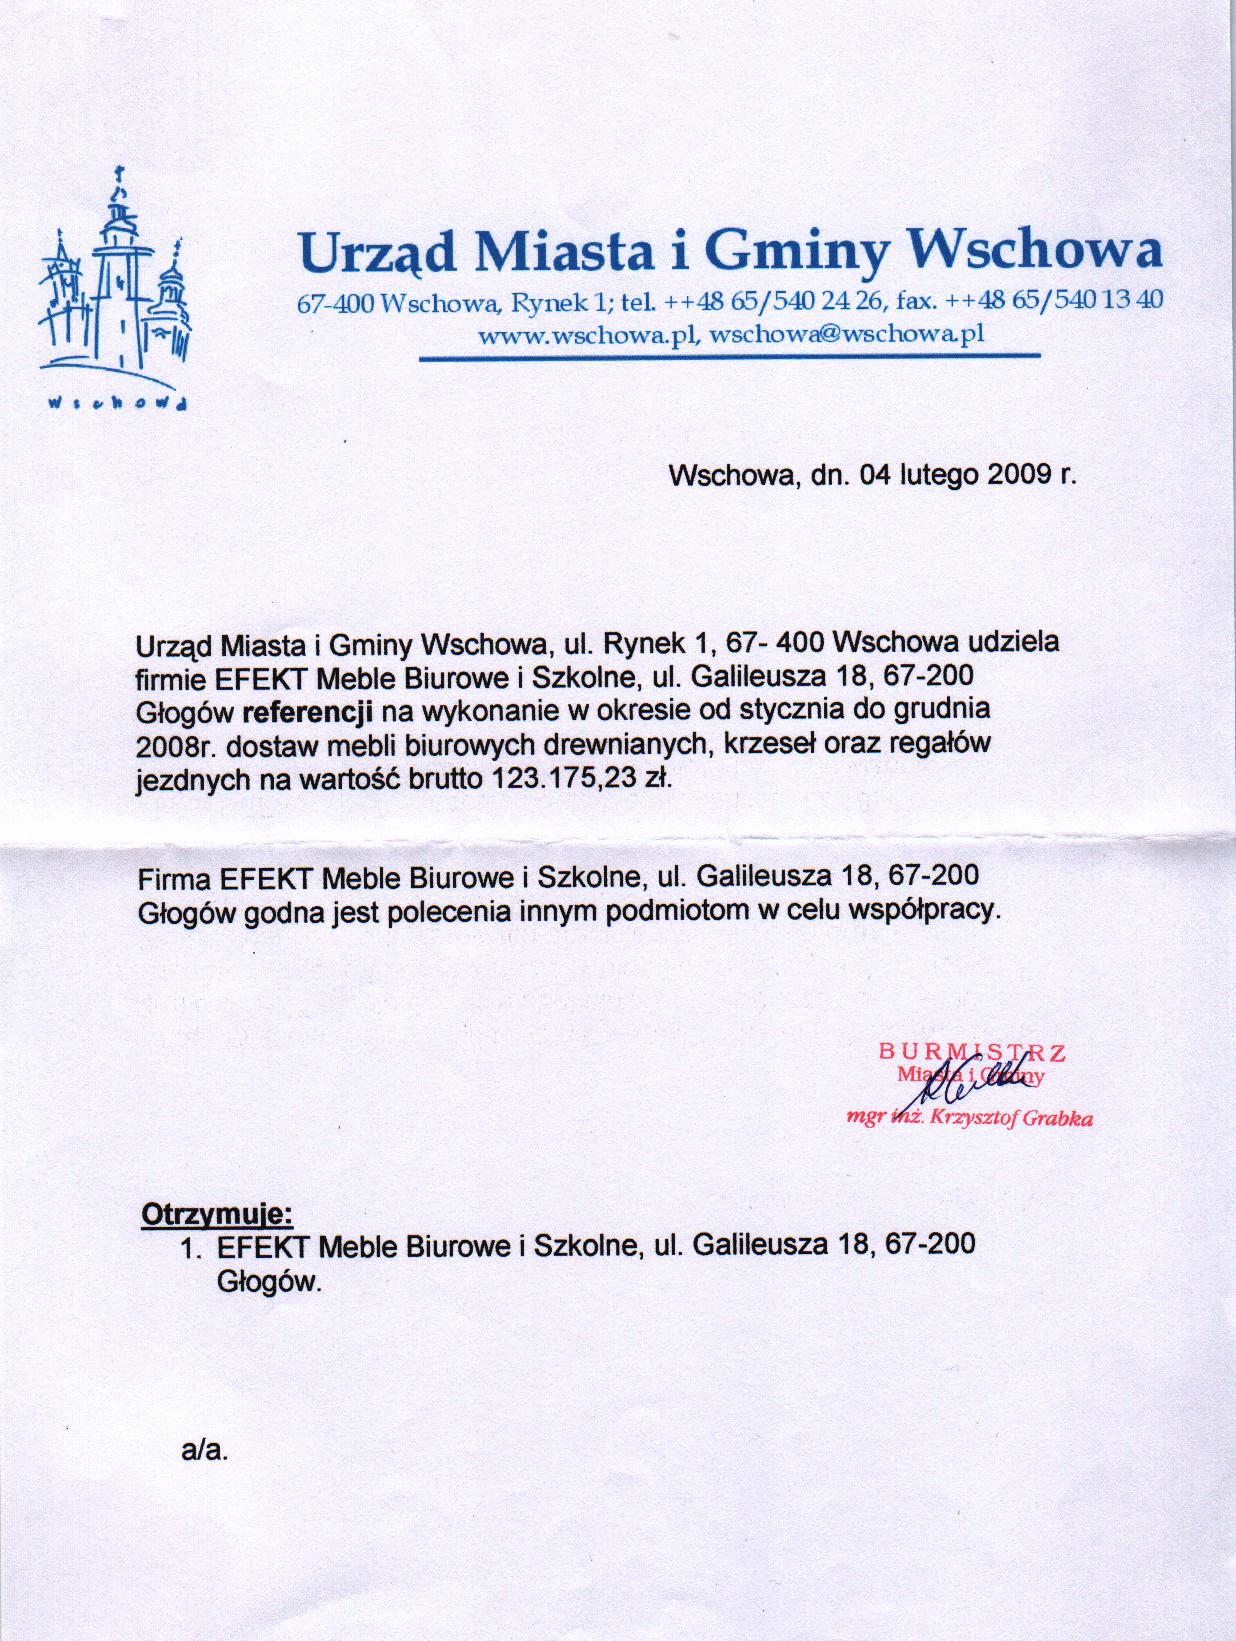 Urząd Miasta i Gminy Wschowa
67-400 Wschowa, Rynek 1; tel. ++48 65/540 24 26, fax. ++48 65/540 13 40
www.wschowa.pl, wschowa@wschowa.pl
wschowa
Wschowa, dn. 04 lutego 2009 r.
Urząd Miasta i Gminy Wschowa, ul. Rynek 1, 67- 400 Wschowa udziela
firmie EFEKT Meble Biurowe i Szkolne, ul. Galileusza 18, 67-200
Głogów referencji na wykonanie w okresie od stycznia do grudnia
2008r. dostaw mebli biurowych drewnianych, krzeseł oraz regałów
jezdnych na wartość brutto 123.175,23 zł.
Firma EFEKT Meble Biurowe i Szkolne, ul. Galileusza 18, 67-200
Głogów godna jest polecenia innym podmiotom w celu współpracy.
BURMISTRZ
Miasta i Gminy
mgr inż. Krzysztof Grabka
Otrzymuje:
1. EFEKT Meble Biurowe i Szkolne, ul. Galileusza 18, 67-200
Głogów.
a/a.